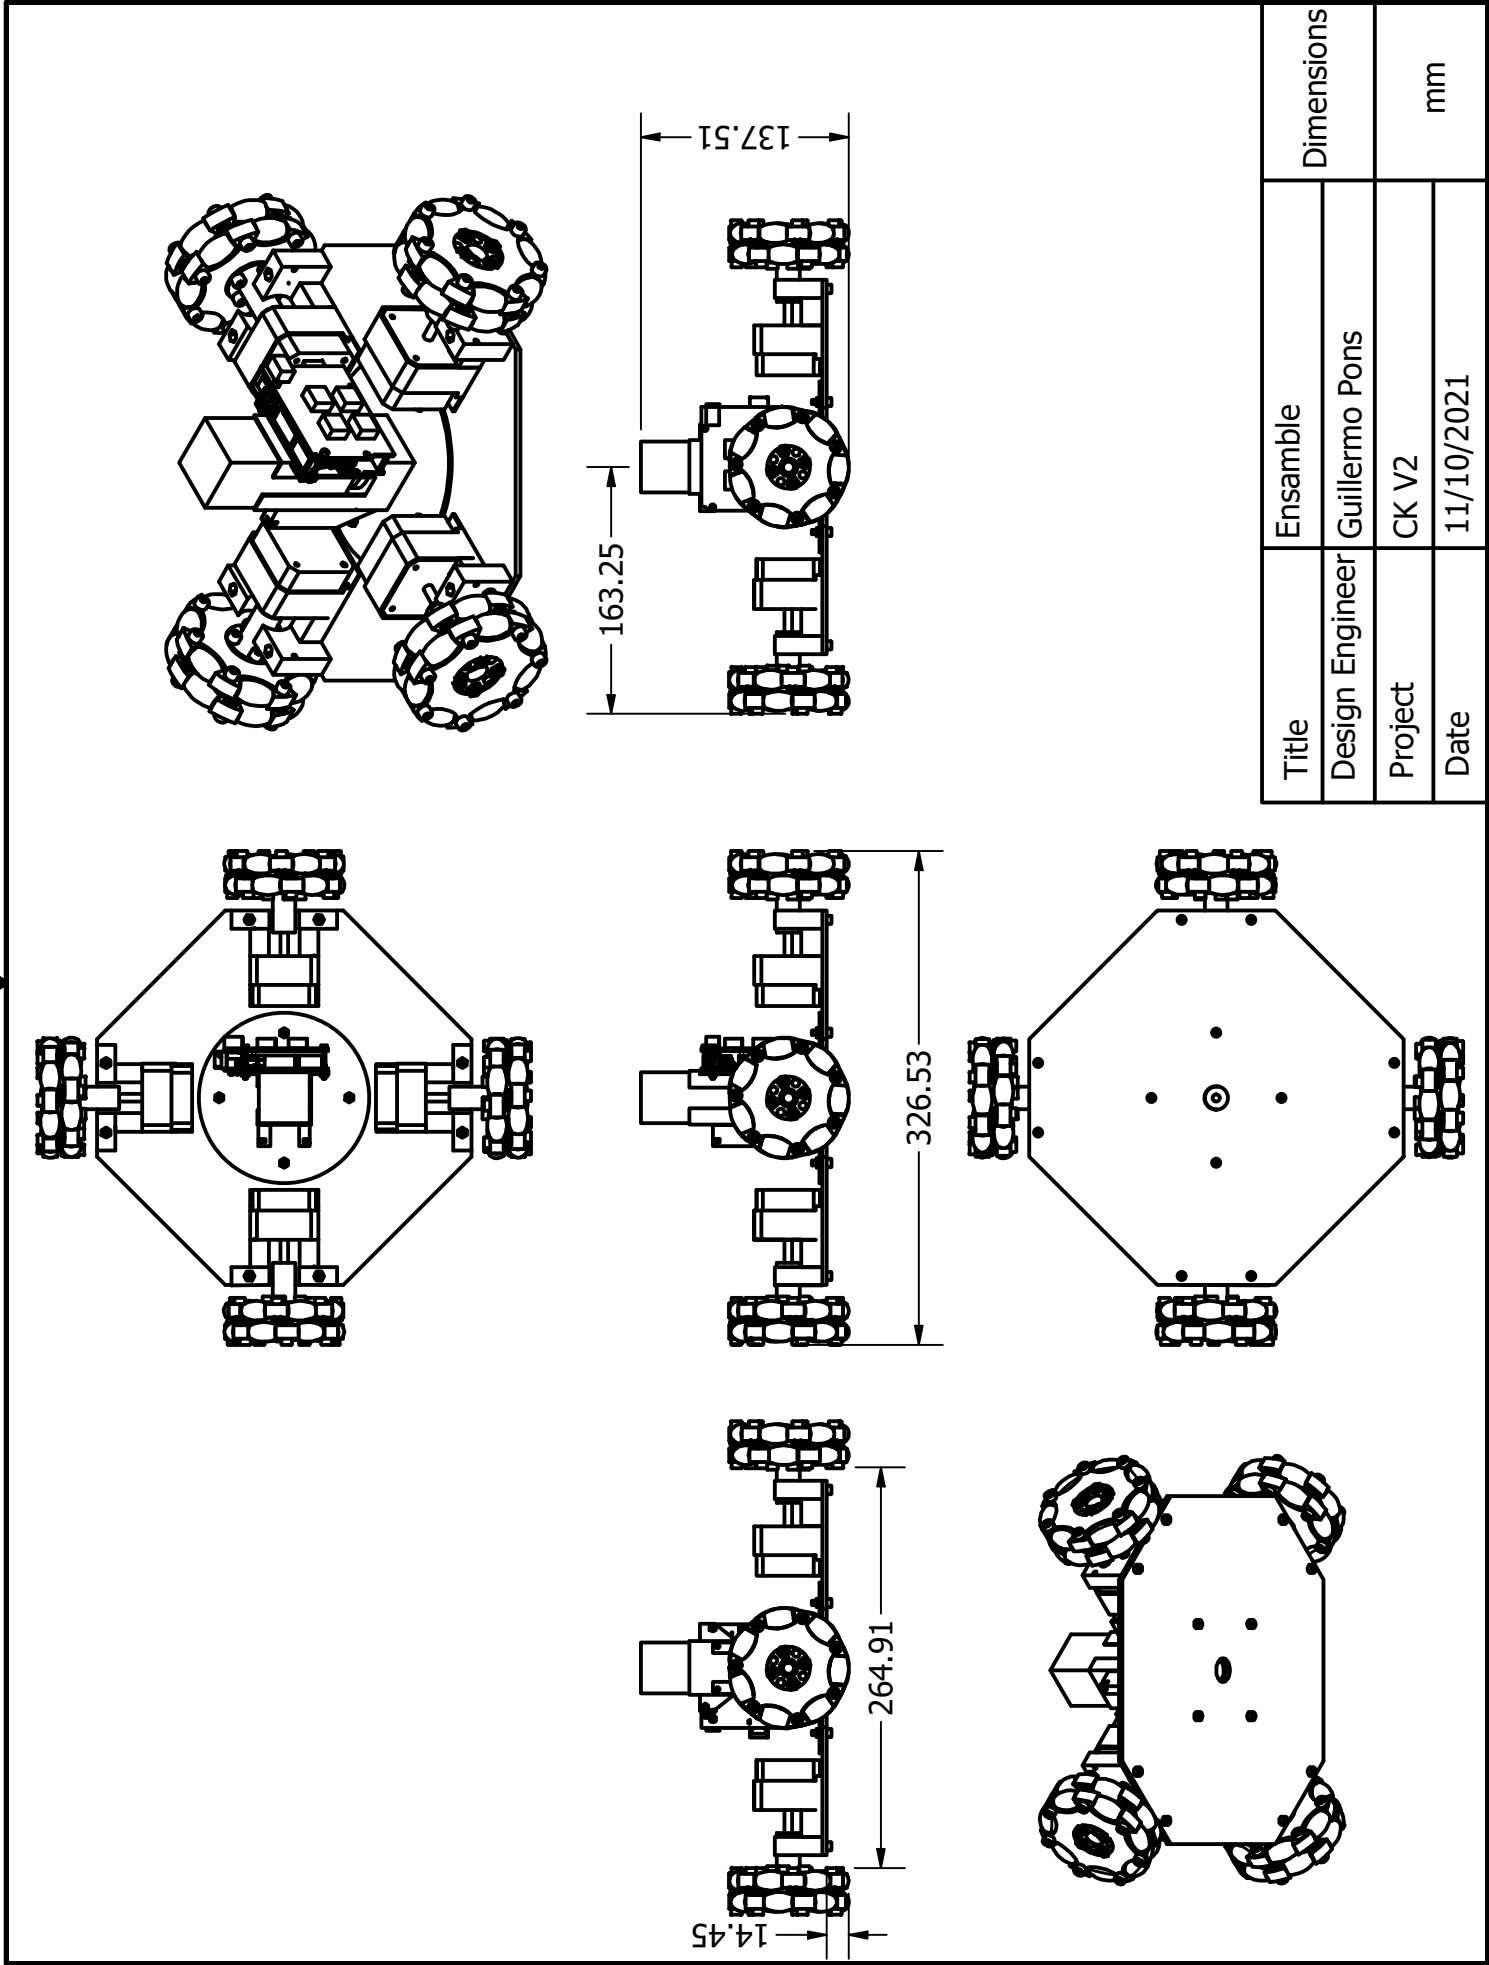 137.51
163.25
326.53
264.91
14.45
Title Ensamble Dimensions
Design Engineer Guillermo Pons
Project CK V2 mm
Date 11/10/2021